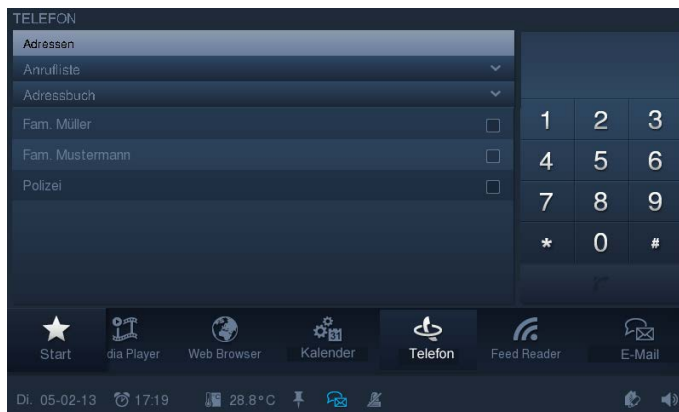 TELEFON
Adressen
Anrufliste
Adressbuch
Fam. Müller
Fam. Mustermann
Polizei
1 2 3
4 5 6
7 8 9
* 0 #
Start dia Player Web Browser Kalender Telefon Feed Reader E-Mail
Di. 05-02-13 17:19 28.8°C